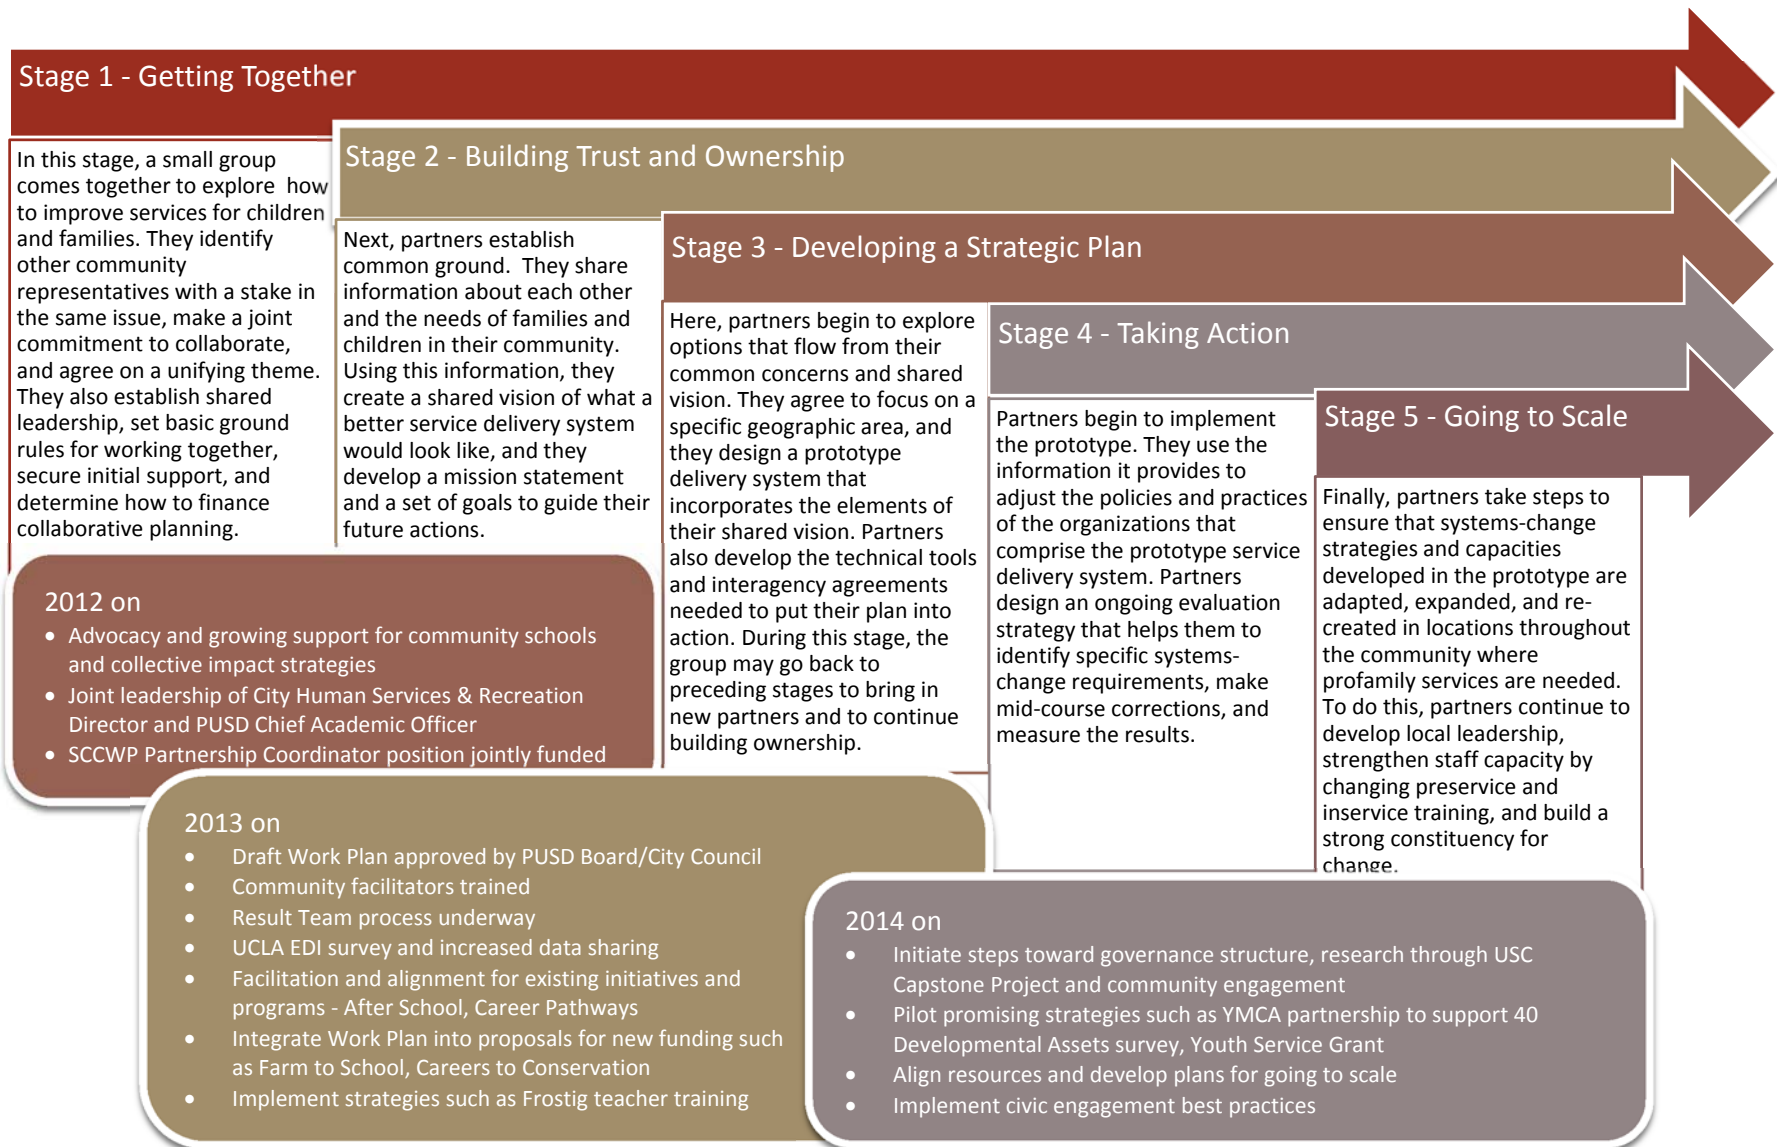 Stage 1 - Getting Together
In this stage, a small group
comes together to explore how
to improve services for children
and families. They identify
other community
representatives with a stake in
the same issue, make a joint
commitment to collaborate,
and agree on a unifying theme.
They also establish shared
leadership, set basic ground
rules for working together,
secure initial support, and
determine how to finance
collaborative planning.
Stage 2 - Building Trust and Ownership
Next, partners establish
common ground. They share
information about each other
and the needs of families and
children in their community.
Using this information, they
create a shared vision of what a
better service delivery system
would look like, and they
develop a mission statement
and a set of goals to guide their
future actions.
Stage 3 - Developing a Strategic Plan
Here, partners begin to explore
options that flow from their
common concerns and shared
vision. They agree to focus on a
specific geographic area, and
they design a prototype
delivery system that
incorporates the elements of
their shared vision. Partners
also develop the technical tools
and interagency agreements
needed to put their plan into
action. During this stage, the
group may go back to
preceding stages to bring in
new partners and to continue
building ownership.
Stage 4 - Taking Action
Partners begin to implement
the prototype. They use the
information it provides to
adjust the policies and practices
of the organizations that
comprise the prototype service
delivery system. Partners
design an ongoing evaluation
strategy that helps them to
identify specific systems-
change requirements, make
mid-course corrections, and
measure the results.
Stage 5 - Going to Scale
Finally, partners take steps to
ensure that systems-change
strategies and capacities
developed in the prototype are
adapted, expanded, and re-
created in locations throughout
the community where
profamily services are needed.
To do this, partners continue to
develop local leadership,
strengthen staff capacity by
changing preservice and
inservice training, and build a
strong constituency for
change.
2012 on
• Advocacy and growing support for community schools
and collective impact strategies
• Joint leadership of City Human Services & Recreation
Director and PUSD Chief Academic Officer
• SCCWP Partnership Coordinator position jointly funded
2013 on
• Draft Work Plan approved by PUSD Board/City Council
• Community facilitators trained
• Result Team process underway
• UCLA EDI survey and increased data sharing
• Facilitation and alignment for existing initiatives and
programs - After School, Career Pathways
• Integrate Work Plan into proposals for new funding such
as Farm to School, Careers to Conservation
• Implement strategies such as Frostig teacher training
2014 on
• Initiate steps toward governance structure, research through USC
Capstone Project and community engagement
• Pilot promising strategies such as YMCA partnership to support 40
Developmental Assets survey, Youth Service Grant
• Align resources and develop plans for going to scale
• Implement civic engagement best practices